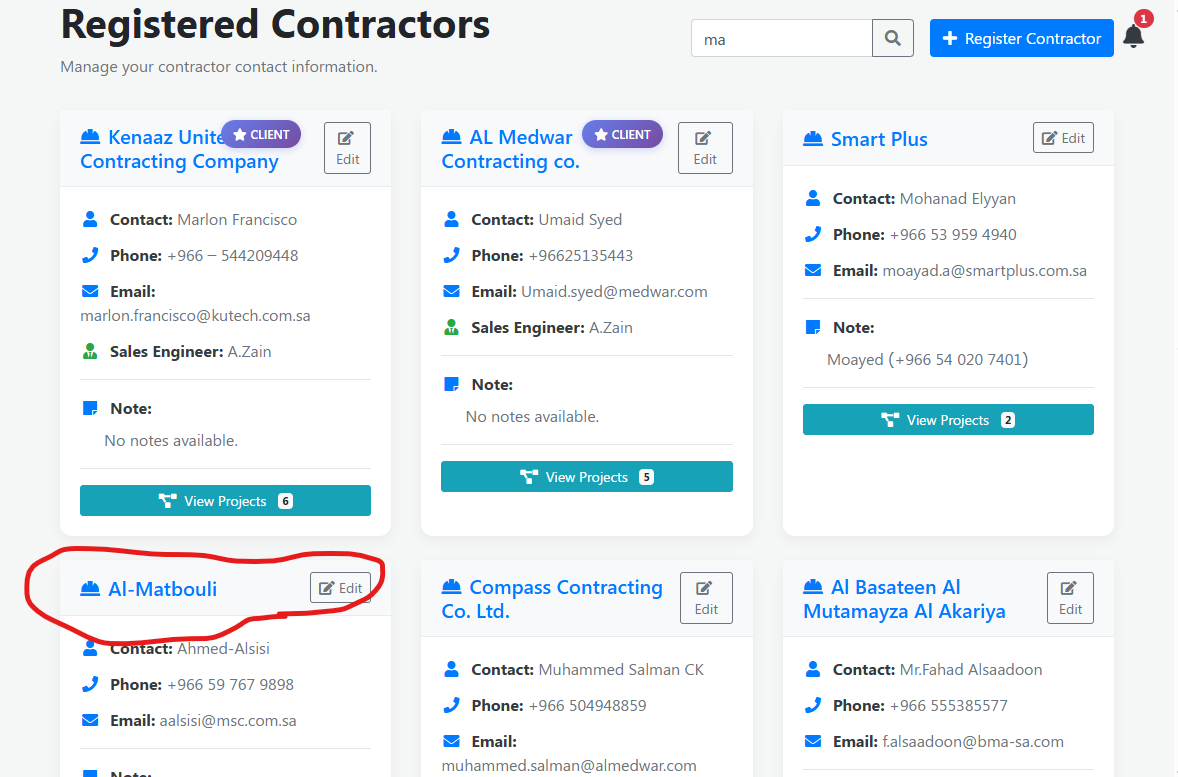 Registered Contractors
Manage your contractor contact information.
ma
Register Contractor
1
Kenaaz Unite
CLIENT
Contracting Company
Edit
Contact: Marlon Francisco
Phone: +966 – 544209448
Email:
marlon.francisco@kutech.com.sa
Sales Engineer: A.Zain
Note:
No notes available.
View Projects 6
AL Medwar
CLIENT
Contracting co.
Edit
Contact: Umaid Syed
Phone: +96625135443
Email: Umaid.syed@medwar.com
Sales Engineer: A.Zain
Note:
No notes available.
View Projects 5
Smart Plus
Edit
Contact: Mohanad Elyyan
Phone: +966 53 959 4940
Email: moayad.a@smartplus.com.sa
Note:
Moayed (+966 54 020 7401)
View Projects 2
Al-Matbouli
Edit
Contact: Ahmed-Alsisi
Phone: +966 59 767 9898
Email: aalsisi@msc.com.sa
Note:
Compass Contracting
Co. Ltd.
Edit
Contact: Muhammed Salman CK
Phone: +966 504948859
Email:
muhammed.salman@almedwar.com
Al Basateen Al
Mutamayza Al Akariya
Edit
Contact: Mr.Fahad Alsaadoon
Phone: +966 555385577
Email: f.alsaadoon@bma-sa.com